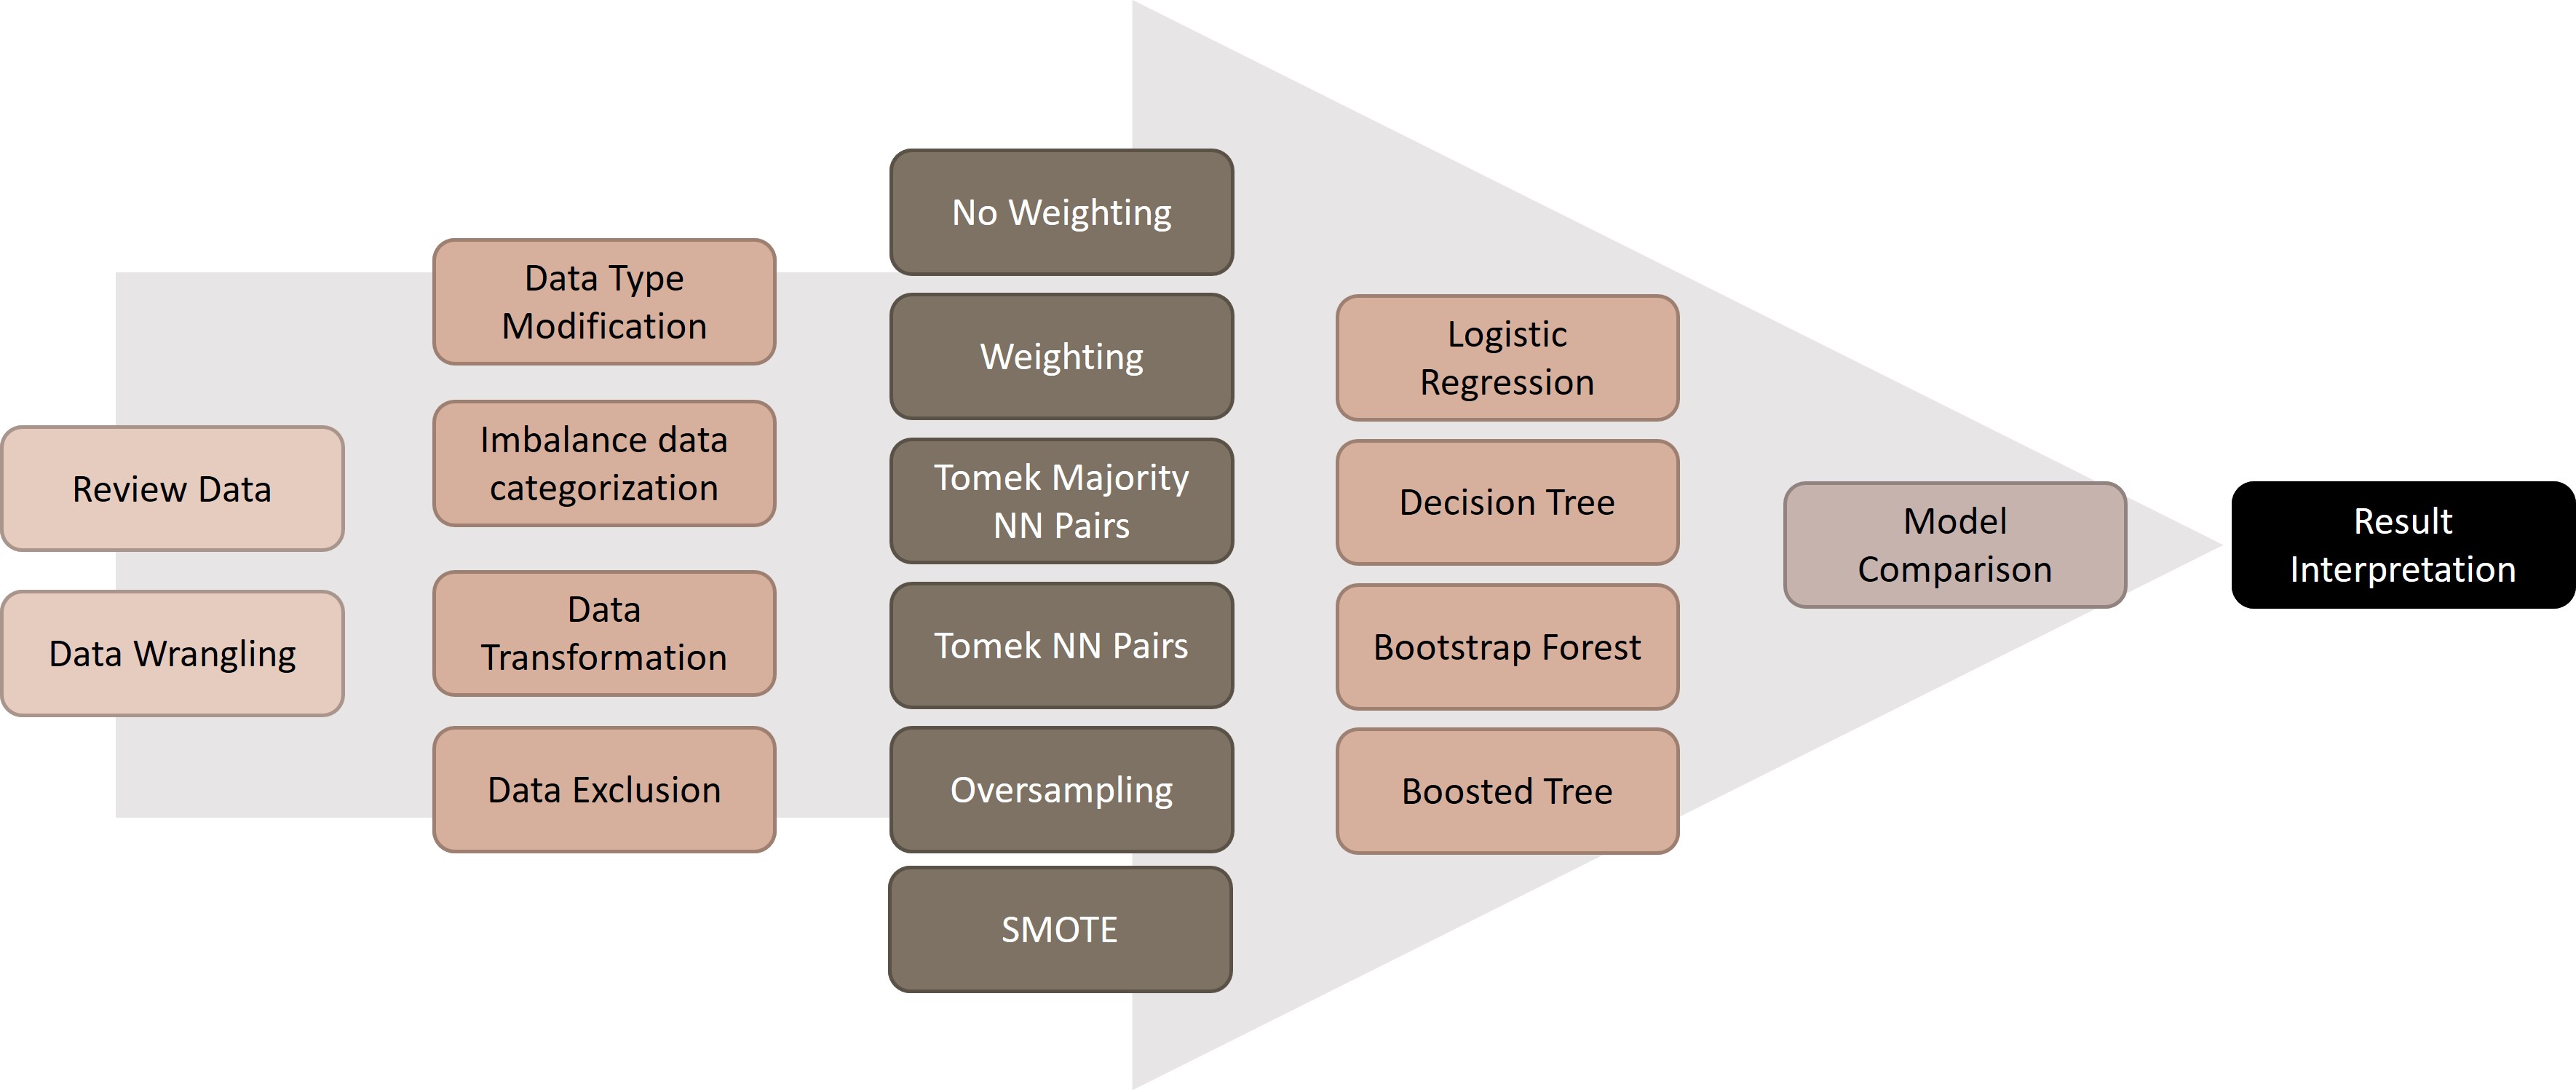 Review Data
Data Wrangling
Data Type
Modification
Imbalance data
categorization
Data
Transformation
Data Exclusion
No Weighting
Weighting
Tomek Majority
NN Pairs
Tomek NN Pairs
Oversampling
SMOTE
Logistic
Regression
Decision Tree
Bootstrap Forest
Boosted Tree
Model
Comparison
Result
Interpretation